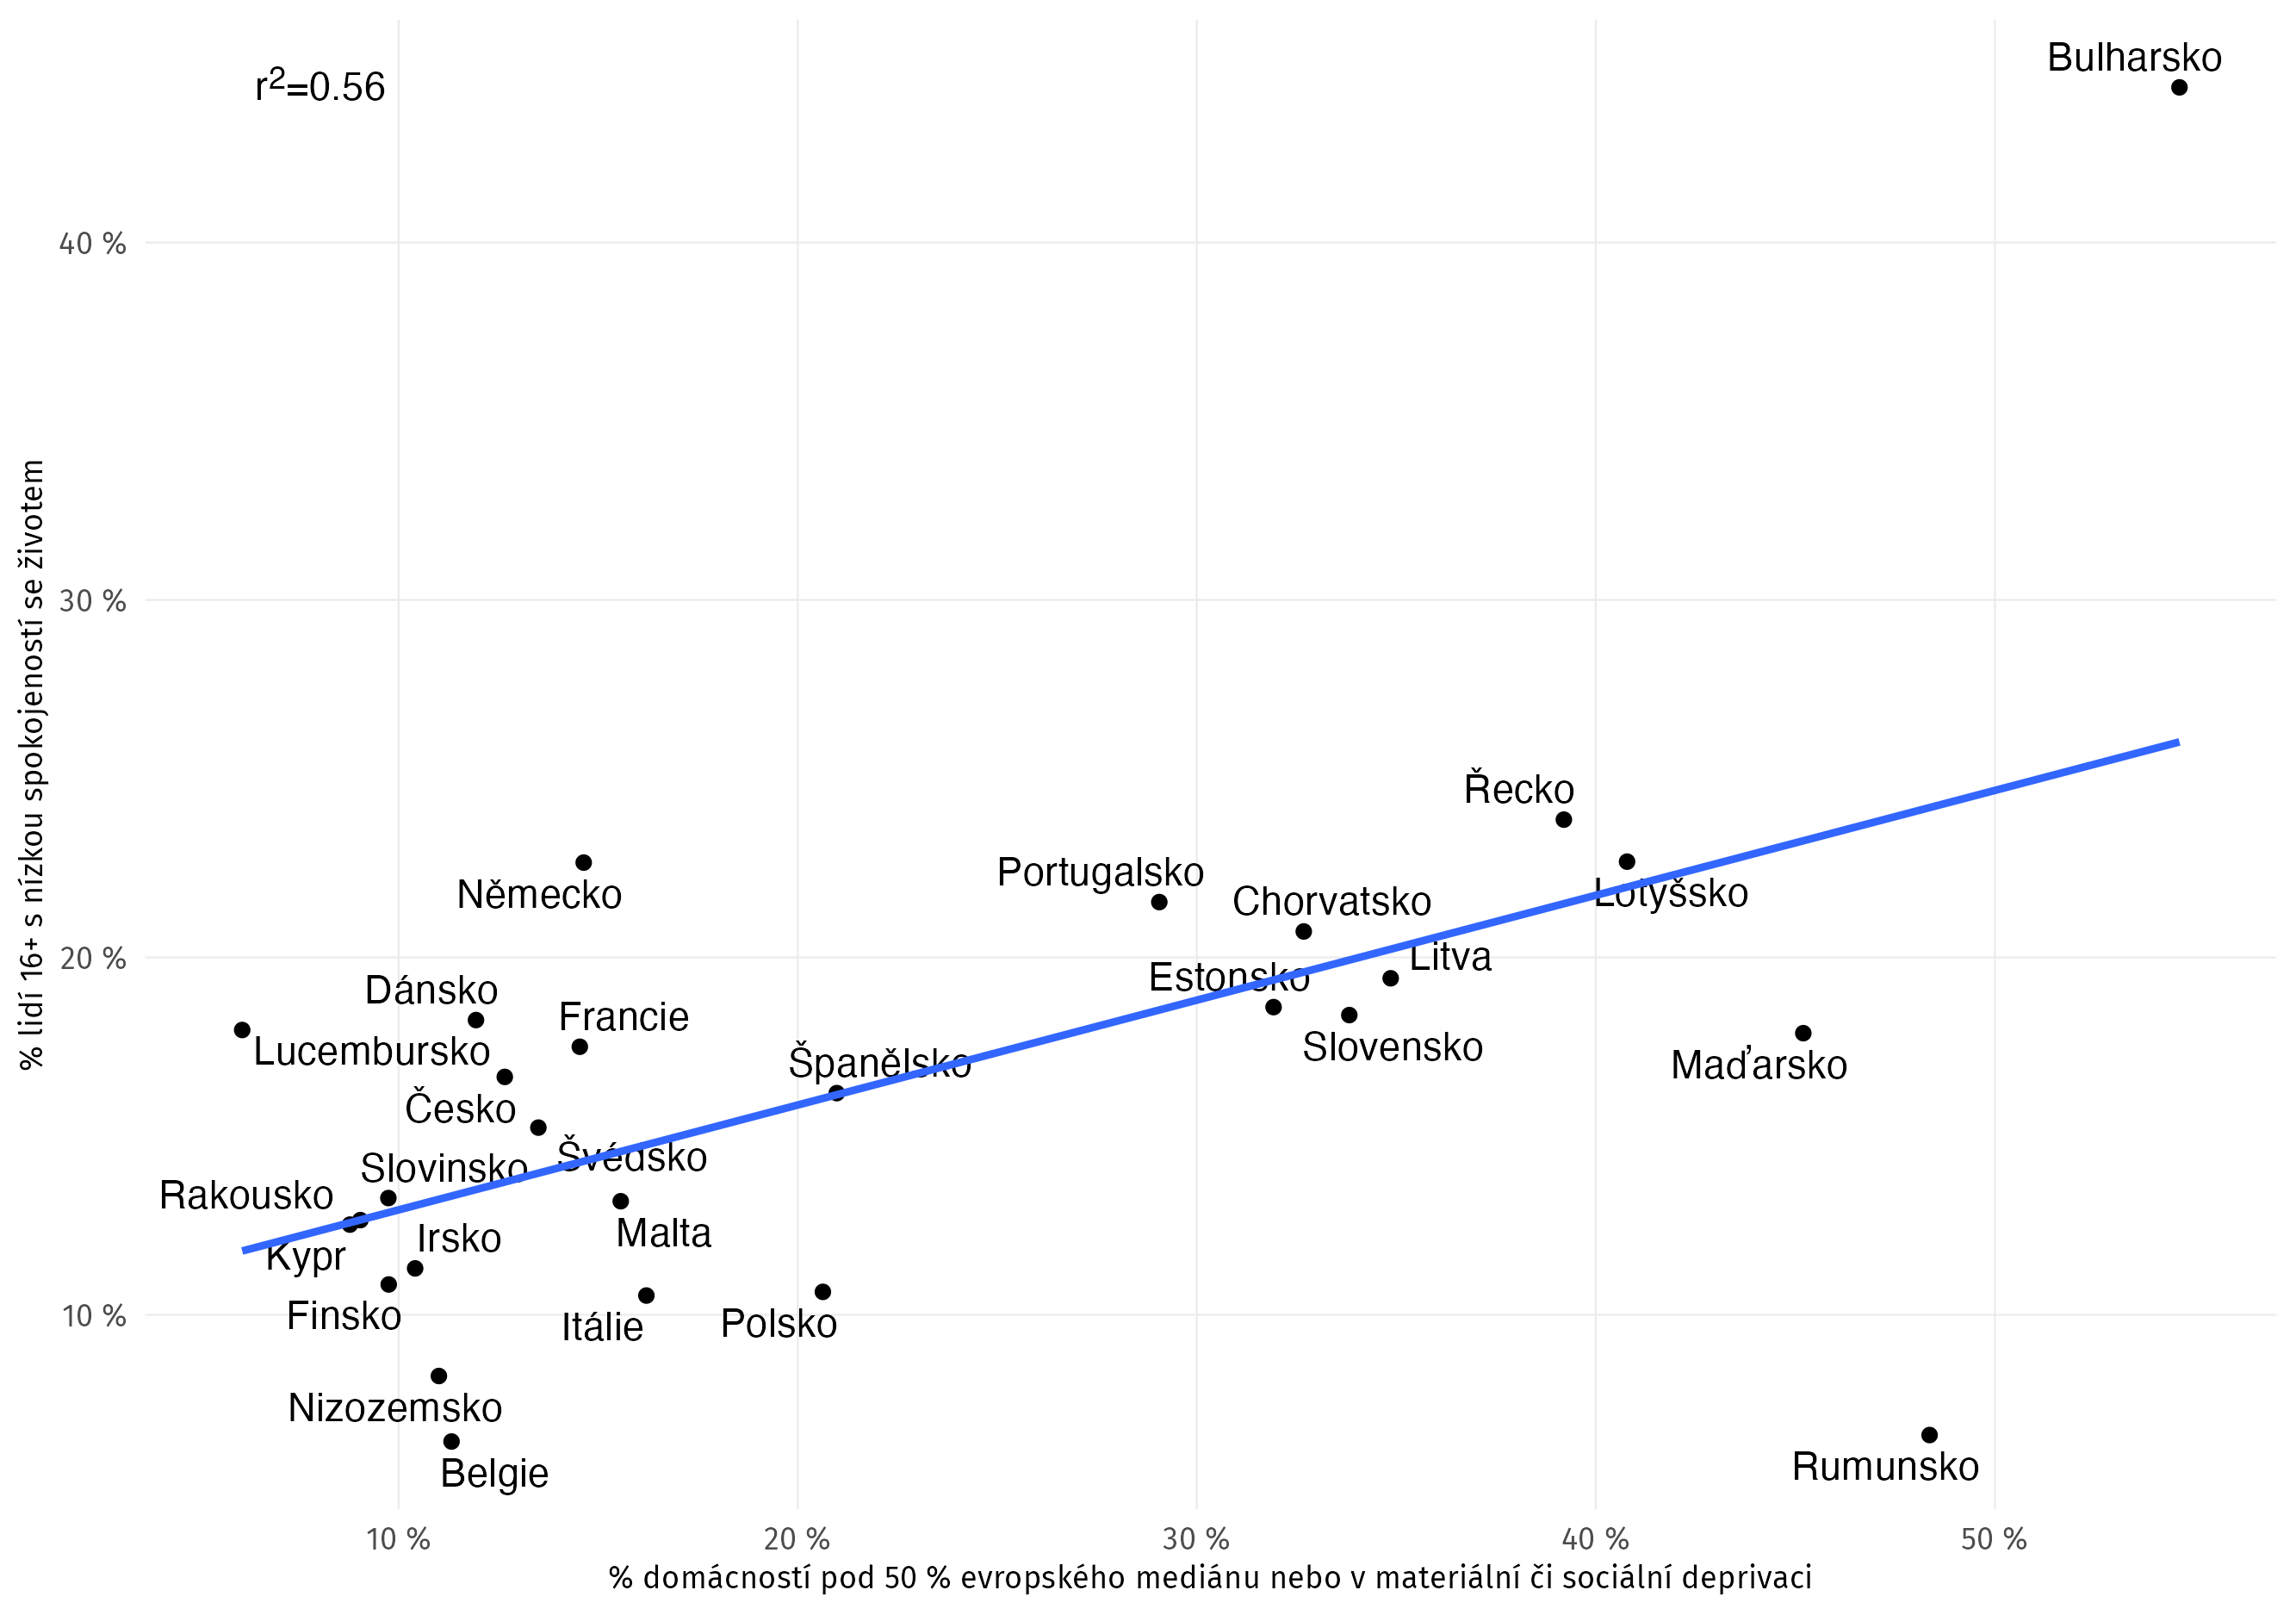 Bulharsko
r²=0.56
40 %
30 %
Řecko
Německo
Portugalsko
Lotyšsko
Chorvatsko
20 %
Litva
Estonsko
Dánsko
Francie
Slovensko
Lucembursko
Španělsko
Maďarsko
Česko
Švédsko
Slovinsko
Rakousko
Malta
Irsko
Kypr
10 %
Finsko
Itálie
Polsko
Nizozemsko
Rumunsko
Belgie
10 %
20 %
30 %
40 %
50 %
% domácností pod 50 % evropského mediánu nebo v materiální či sociální deprivaci
% lidí 16+ s nízkou spokojeností se životem